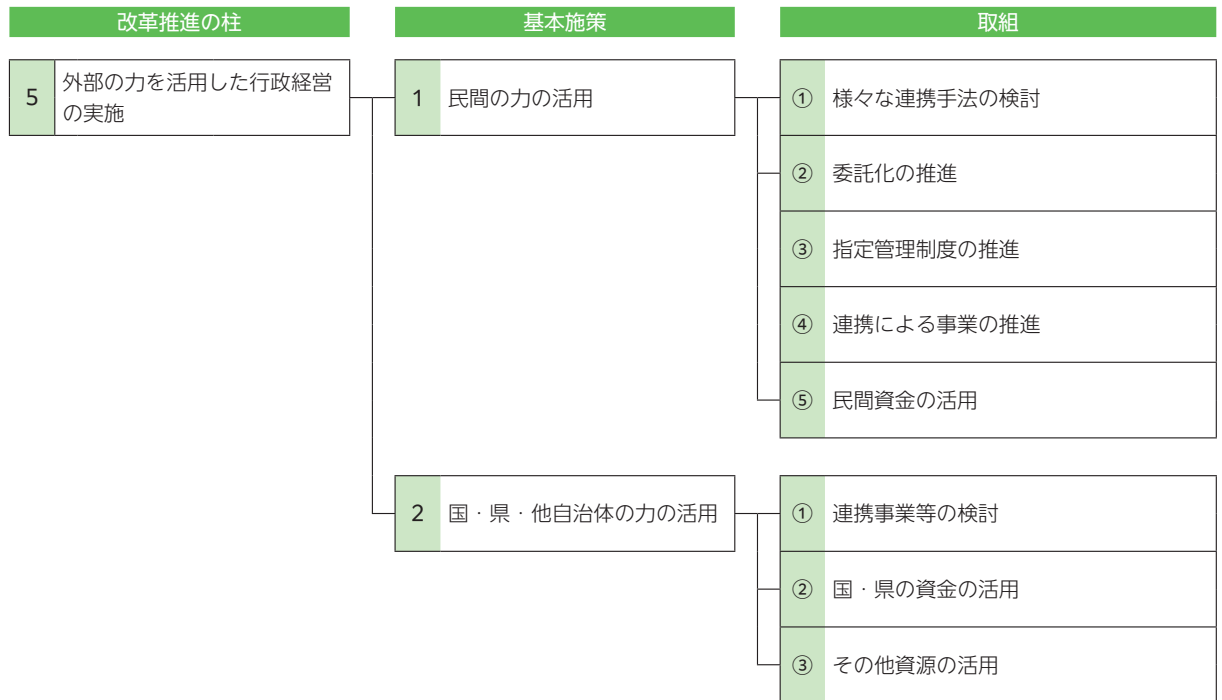 改革推進の柱
基本施策
取組
5
外部の力を活用した行政経営
の実施
1 民間の力の活用
① 様々な連携手法の検討
② 委託化の推進
③ 指定管理制度の推進
④ 連携による事業の推進
⑤ 民間資金の活用
2 国・県・他自治体の力の活用
① 連携事業等の検討
② 国・県の資金の活用
③ その他資源の活用